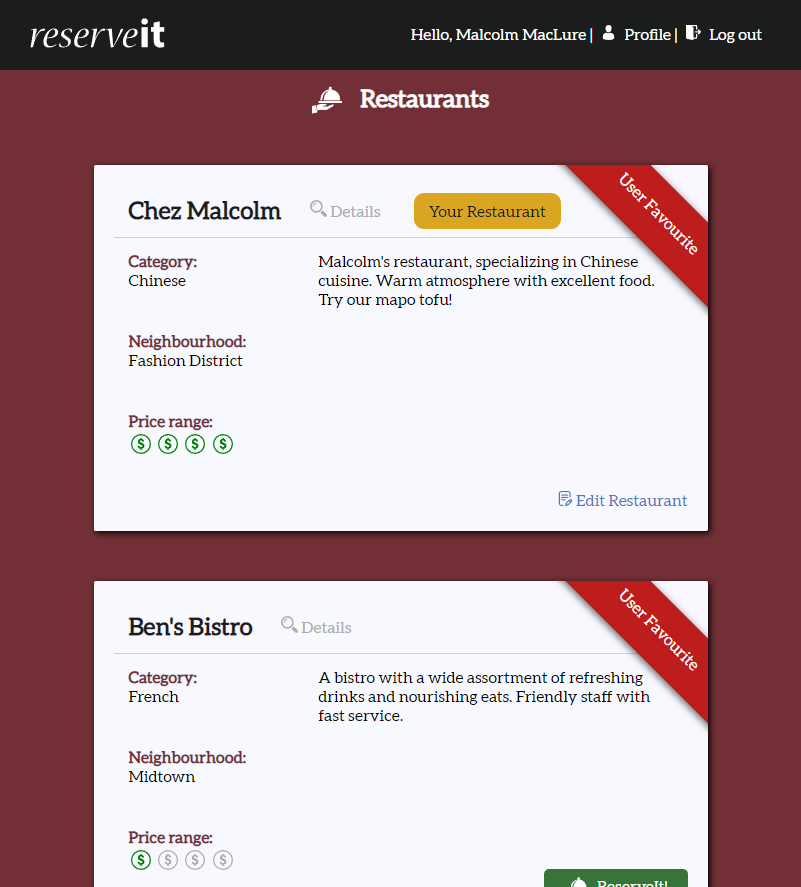 reserveit
Hello, Malcolm MacLure | Profile | Log out
Restaurants
Chez Malcolm Details Your Restaurant
User Favourite
Category:
Chinese
Malcolm's restaurant, specializing in Chinese
cuisine. Warm atmosphere with excellent food.
Try our mapo tofu!
Neighbourhood:
Fashion District
Price range:
$ $ $ $
Edit Restaurant
Ben's Bistro Details
User Favourite
Category:
French
A bistro with a wide assortment of refreshing
drinks and nourishing eats. Friendly staff with
fast service.
Neighbourhood:
Midtown
Price range:
$ $ $ $
ReserveIt!